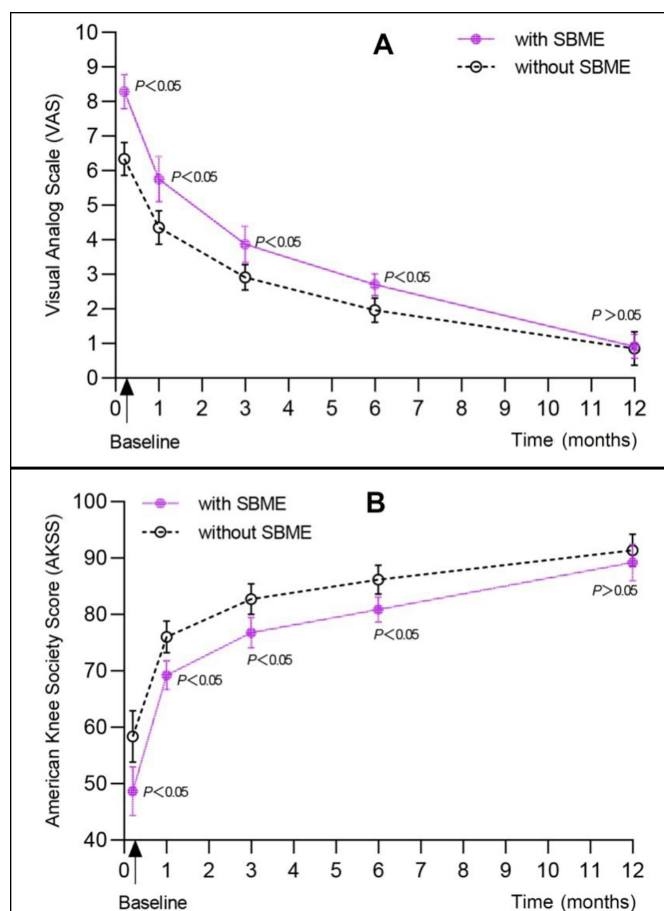 A
with SBME
without SBME
Visual Analog Scale (VAS)
10
9
8
7
6
5
4
3
2
1
0
P<0.05
P<0.05
P<0.05
P<0.05
P>0.05
0 1 2 3 4 5 6 7 8 9 10 11 12
Baseline
Time (months)
B
with SBME
without SBME
American Knee Society Score (AKSS)
100
90
80
70
60
50
40
P<0.05
P<0.05
P<0.05
P<0.05
P>0.05
0 1 2 3 4 5 6 7 8 9 10 11 12
Baseline
Time (months)